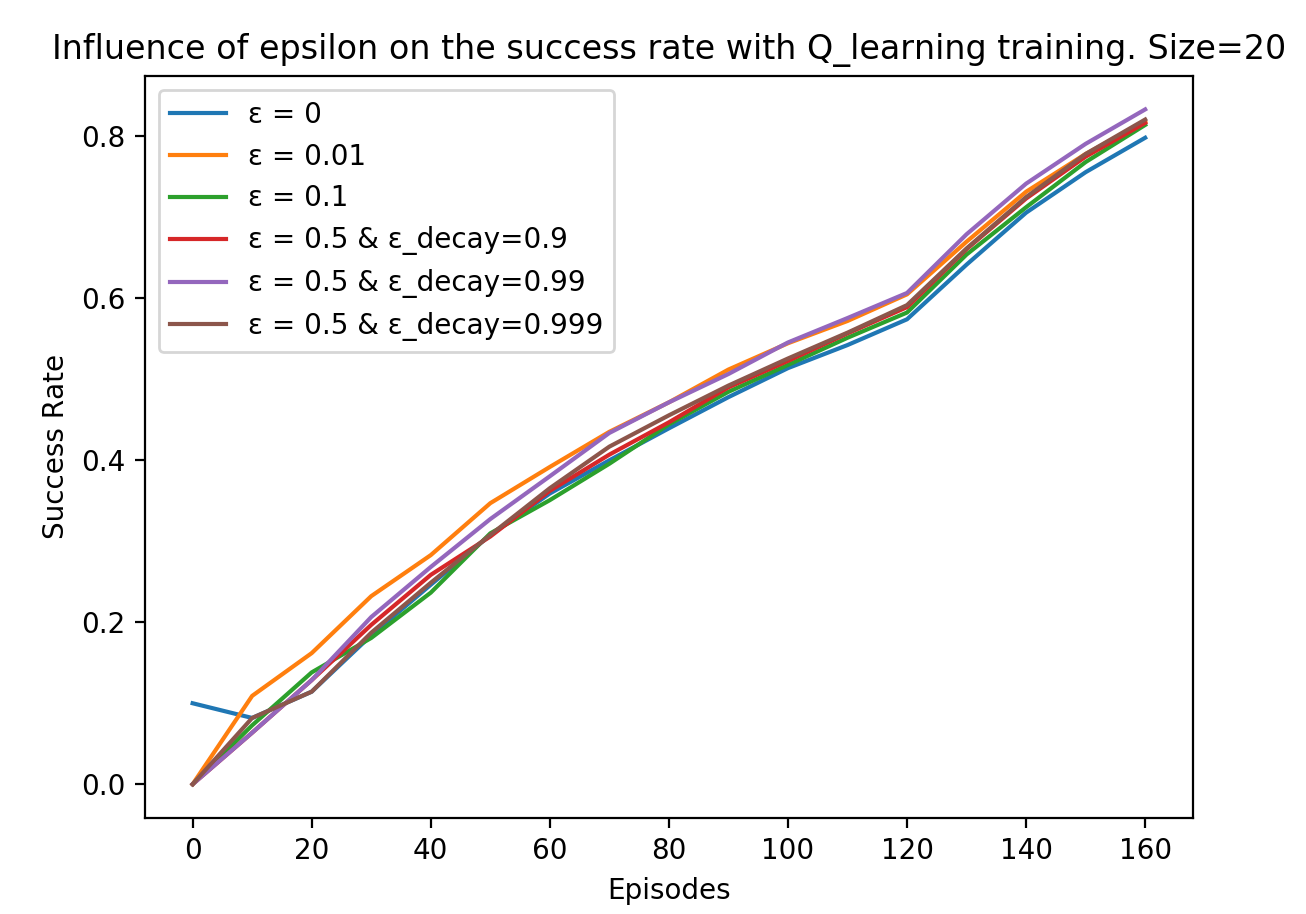 Influence of epsilon on the success rate with Q_learning training. Size=20
ε = 0
ε = 0.01
ε = 0.1
ε = 0.5 & ε_decay=0.9
ε = 0.5 & ε_decay=0.99
ε = 0.5 & ε_decay=0.999
Success Rate
0.8
0.6
0.4
0.2
0.0
0 20 40 60 80 100 120 140 160
Episodes